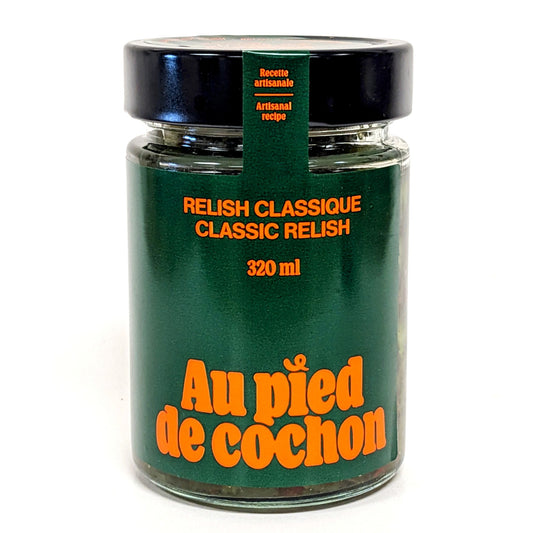 Recette
artisanale
Artisanal
recipe
RELISH CLASSIQUE
CLASSIC RELISH
320 ml
Au pied
de cochon